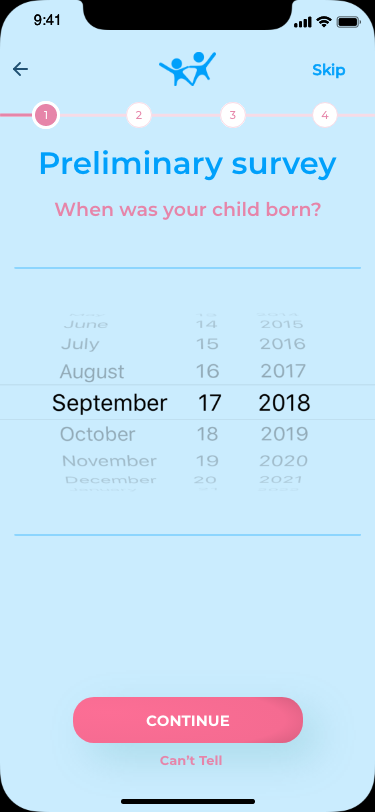 9:41
Skip
1 2 3 4
Preliminary survey
When was your child born?
June 14 2015
July 15 2016
August 16 2017
September 17 2018
October 18 2019
November 19 2020
December 20 2021
CONTINUE
Can't Tell